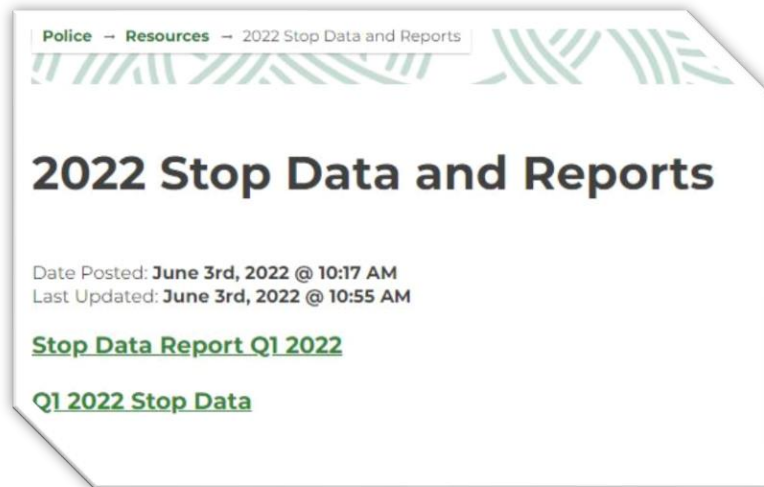 Police → Resources → 2022 Stop Data and Reports
2022 Stop Data and Reports
Date Posted: June 3rd, 2022 @ 10:17 AM
Last Updated: June 3rd, 2022 @ 10:55 AM
Stop Data Report Q1 2022
Q1 2022 Stop Data